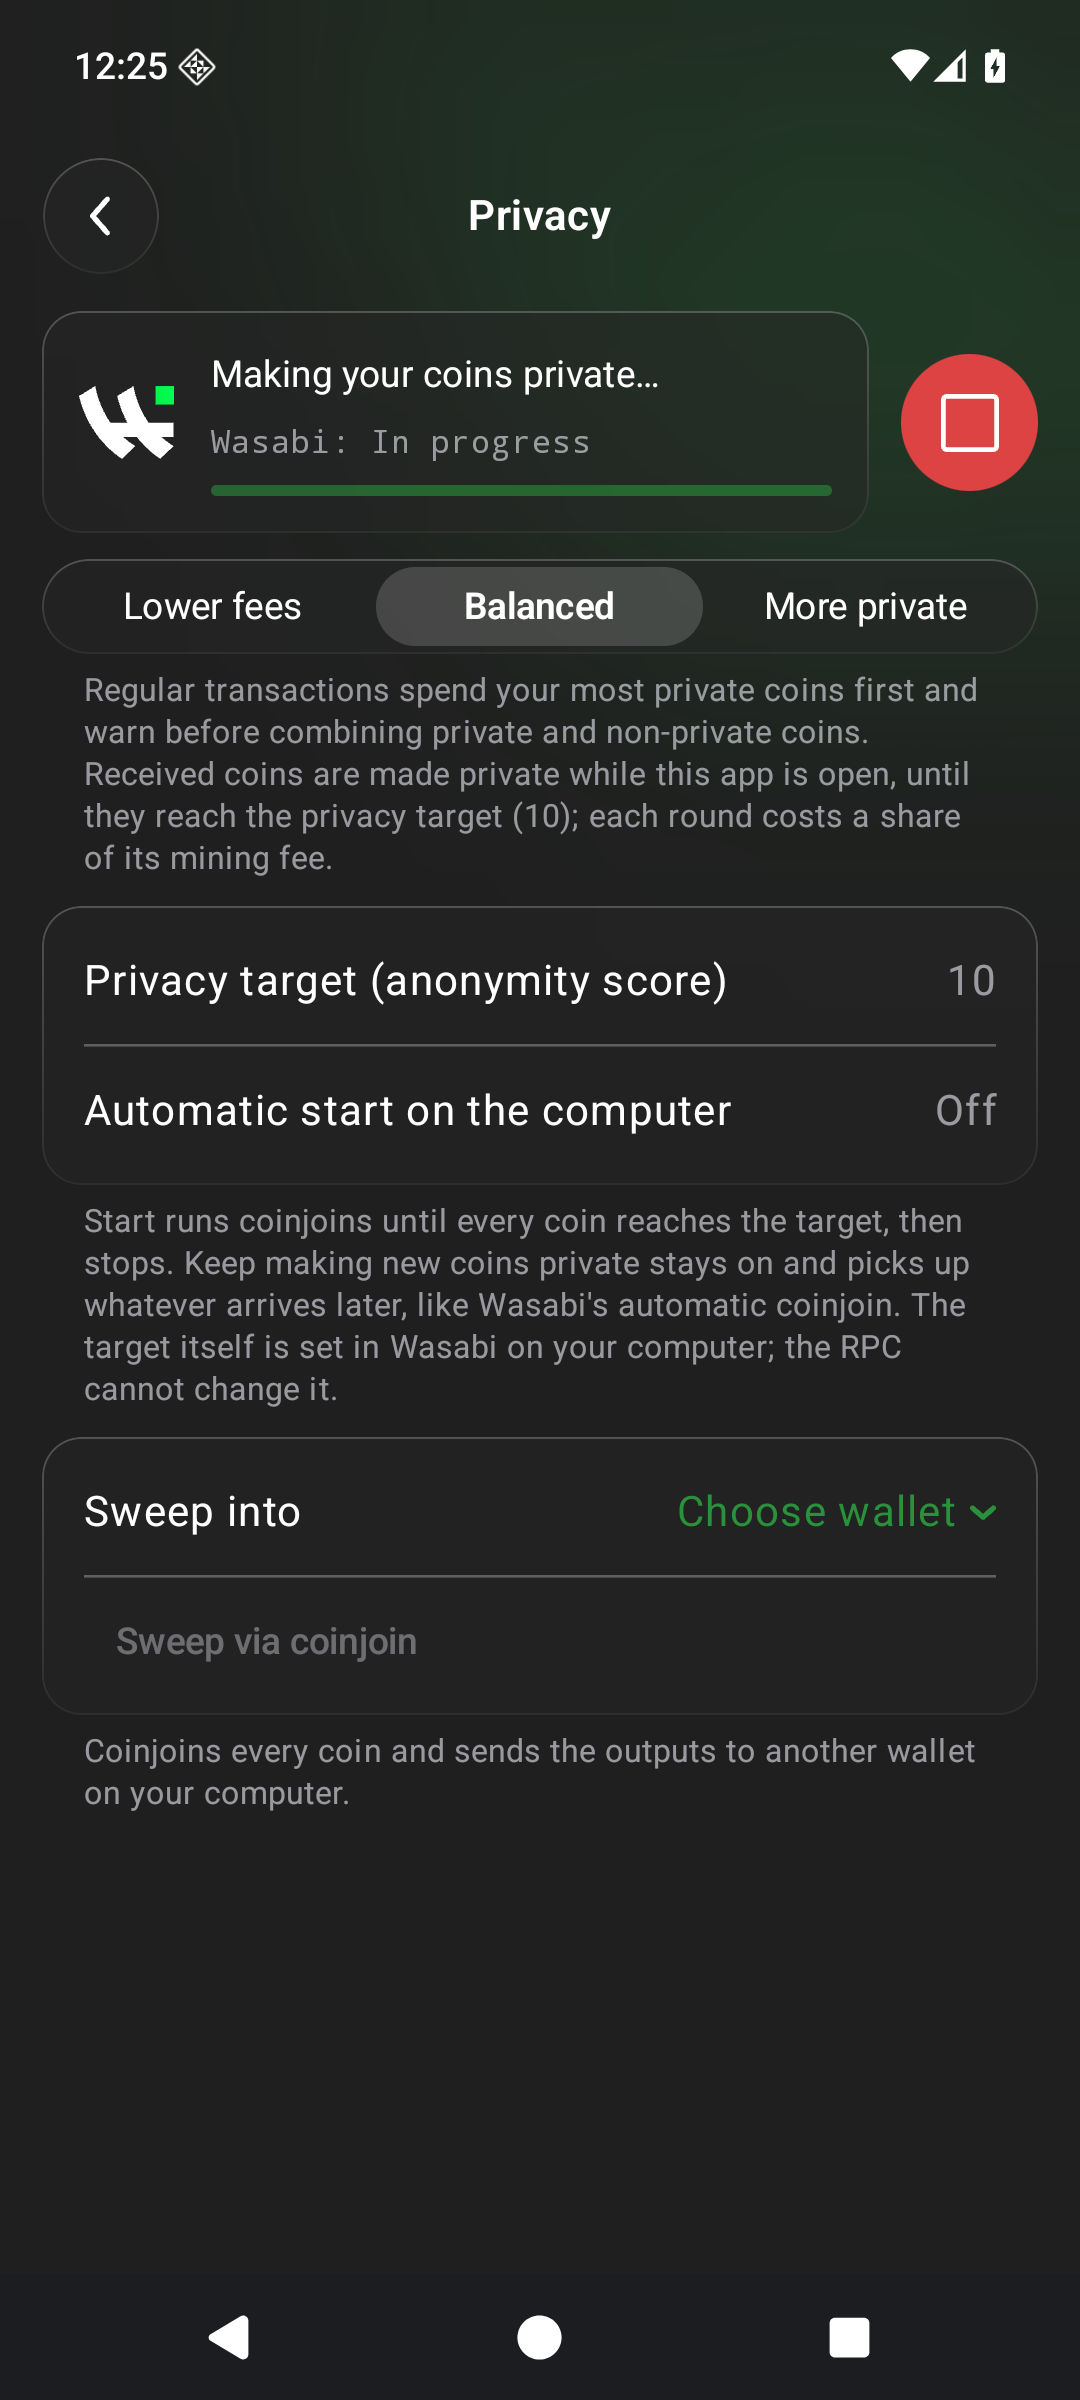 12:25
Privacy
Making your coins private…
Wasabi: In progress
Lower fees
Balanced
More private
Regular transactions spend your most private coins first and
warn before combining private and non-private coins.
Received coins are made private while this app is open, until
they reach the privacy target (10); each round costs a share
of its mining fee.
Privacy target (anonymity score) 10
Automatic start on the computer Off
Start runs coinjoins until every coin reaches the target, then
stops. Keep making new coins private stays on and picks up
whatever arrives later, like Wasabi's automatic coinjoin. The
target itself is set in Wasabi on your computer; the RPC
cannot change it.
Sweep into Choose wallet
Sweep via coinjoin
Coinjoins every coin and sends the outputs to another wallet
on your computer.